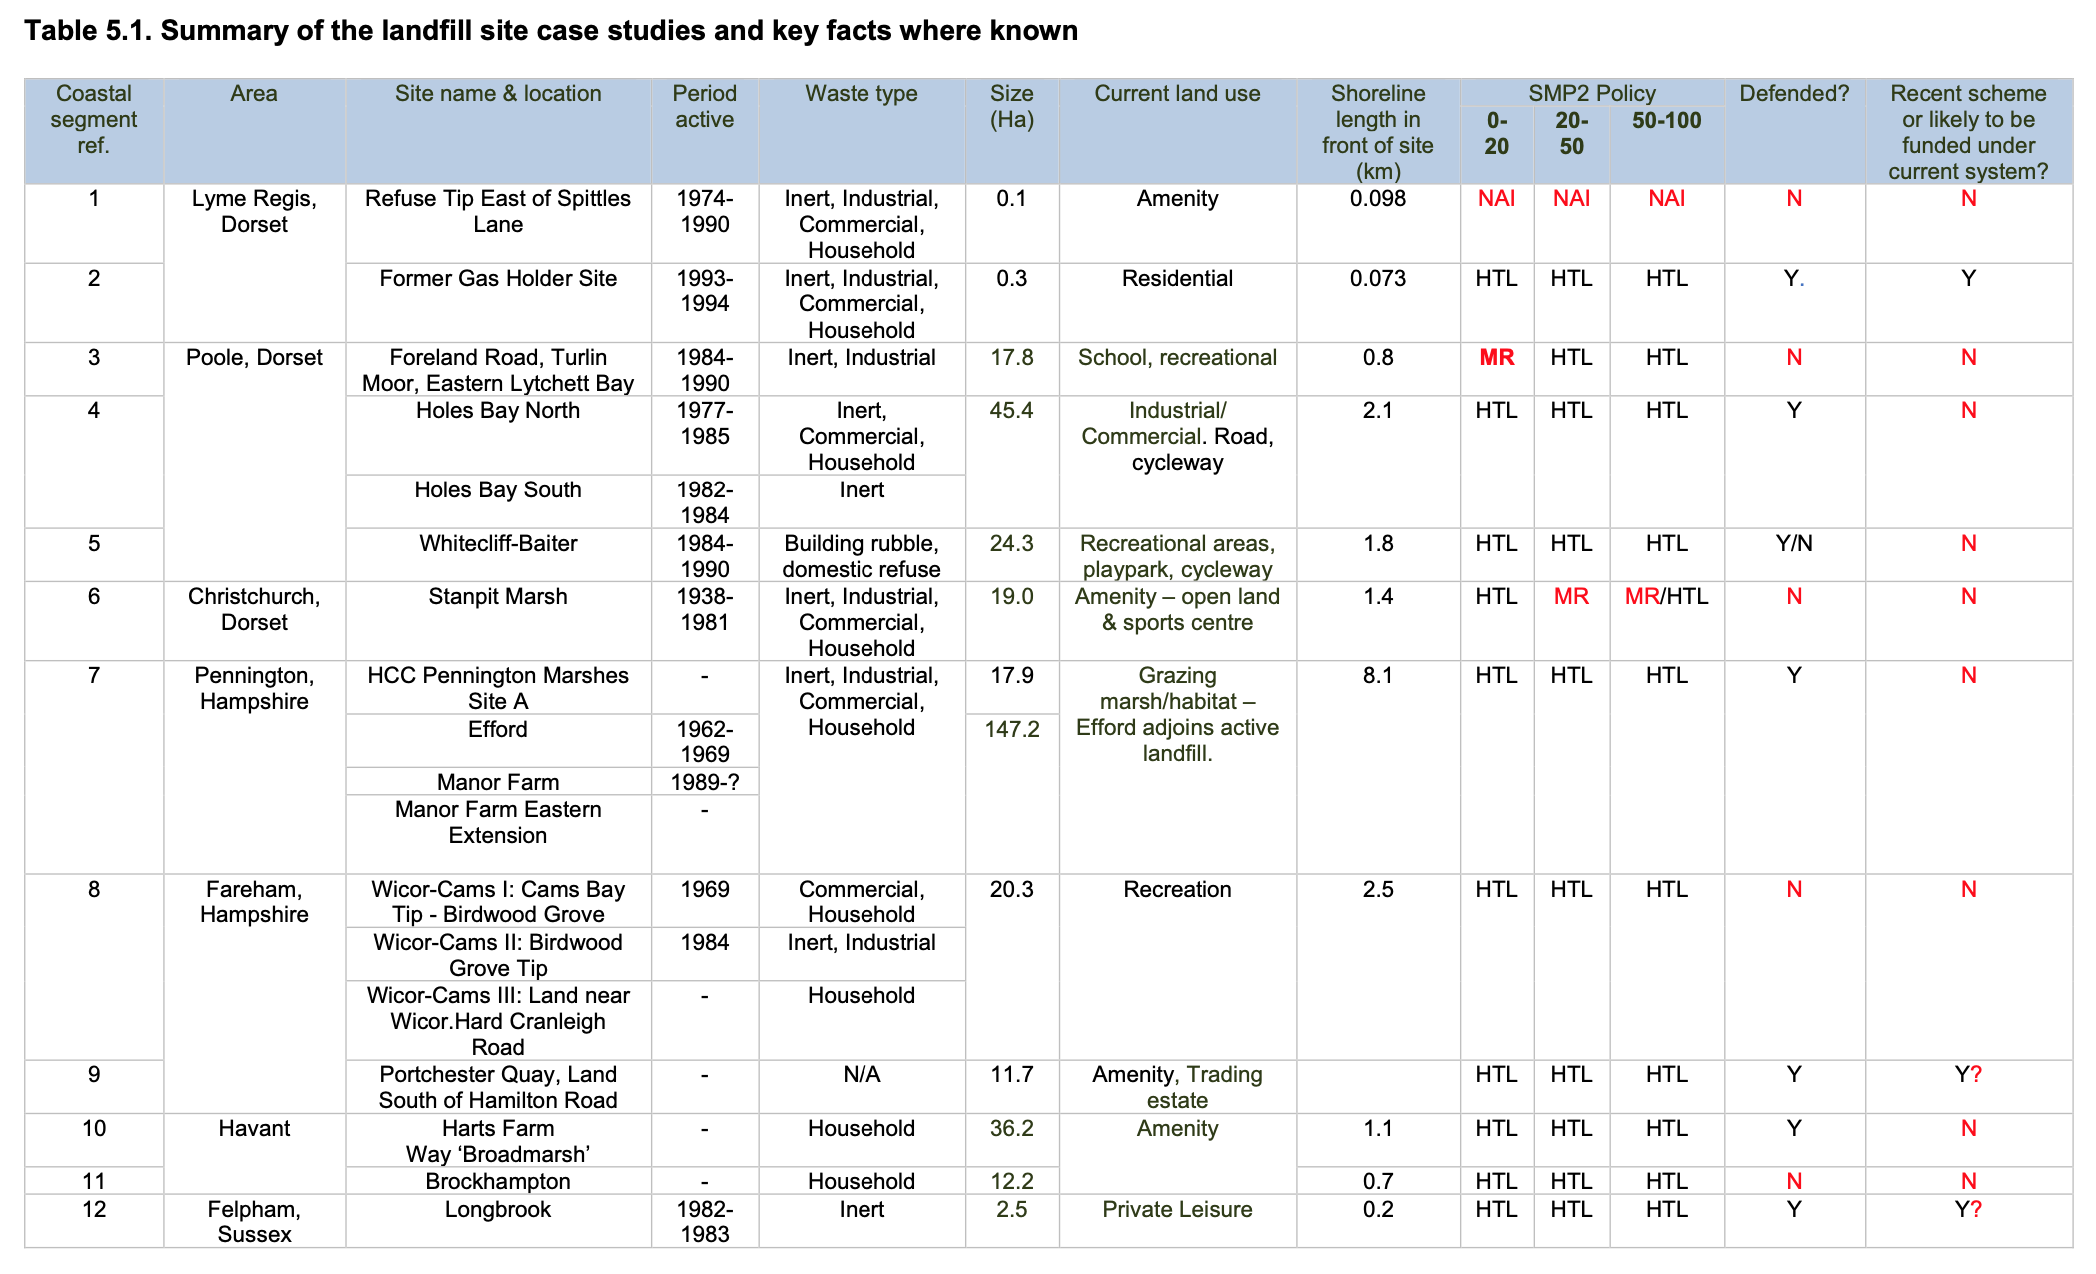 Table 5.1. Summary of the landfill site case studies and key facts where known
Coastal segment ref. | Area | Site name & location | Period active | Waste type | Size (Ha) | Current land use | Shoreline length in front of site (km) | SMP2 Policy | Defended? | Recent scheme or likely to be funded under current system?
0-20 | 20-50 | 50-100
1 | Lyme Regis, Dorset | Refuse Tip East of Spittles Lane | 1974-1990 | Inert, Industrial, Commercial, Household | 0.1 | Amenity | 0.098 | NAI | NAI | NAI | N | N
2 | Former Gas Holder Site | 1993-1994 | Inert, Industrial, Commercial, Household | 0.3 | Residential | 0.073 | HTL | HTL | HTL | Y. | Y
3 | Poole, Dorset | Foreland Road, Turlin Moor, Eastern Lytchett Bay | 1984-1990 | Inert, Industrial | 17.8 | School, recreational | 0.8 | MR | HTL | HTL | N | N
4 | Holes Bay North | 1977-1985 | Inert, Commercial, Household | 45.4 | Industrial/ Commercial. Road, cycleway | 2.1 | HTL | HTL | HTL | Y | N
Holes Bay South | 1982-1984 | Inert
5 | Whitecliff-Baiter | 1984-1990 | Building rubble, domestic refuse | 24.3 | Recreational areas, playpark, cycleway | 1.8 | HTL | HTL | HTL | Y/N | N
6 | Christchurch, Dorset | Stanpit Marsh | 1938-1981 | Inert, Industrial, Commercial, Household | 19.0 | Amenity – open land & sports centre | 1.4 | HTL | MR | MR/HTL | N | N
7 | Pennington, Hampshire | HCC Pennington Marshes Site A | - | Inert, Industrial, Commercial, Household | 17.9 | Grazing marsh/habitat – Efford adjoins active landfill. | 8.1 | HTL | HTL | HTL | Y | N
Efford | 1962-1969 | 147.2
Manor Farm | 1989-?
Manor Farm Eastern Extension | -
8 | Fareham, Hampshire | Wicor-Cams I: Cams Bay Tip - Birdwood Grove | 1969 | Commercial, Household | 20.3 | Recreation | 2.5 | HTL | HTL | HTL | N | N
Wicor-Cams II: Birdwood Grove Tip | 1984 | Inert, Industrial
Wicor-Cams III: Land near Wicor.Hard Cranleigh Road | - | Household
9 | Portchester Quay, Land South of Hamilton Road | - | N/A | 11.7 | Amenity, Trading estate | HTL | HTL | HTL | Y | Y?
10 | Havant | Harts Farm Way ‘Broadmarsh’ | - | Household | 36.2 | Amenity | 1.1 | HTL | HTL | HTL | Y | N
11 | Brockhampton | - | Household | 12.2 | 0.7 | HTL | HTL | HTL | N | N
12 | Felpham, Sussex | Longbrook | 1982-1983 | Inert | 2.5 | Private Leisure | 0.2 | HTL | HTL | HTL | Y | Y?